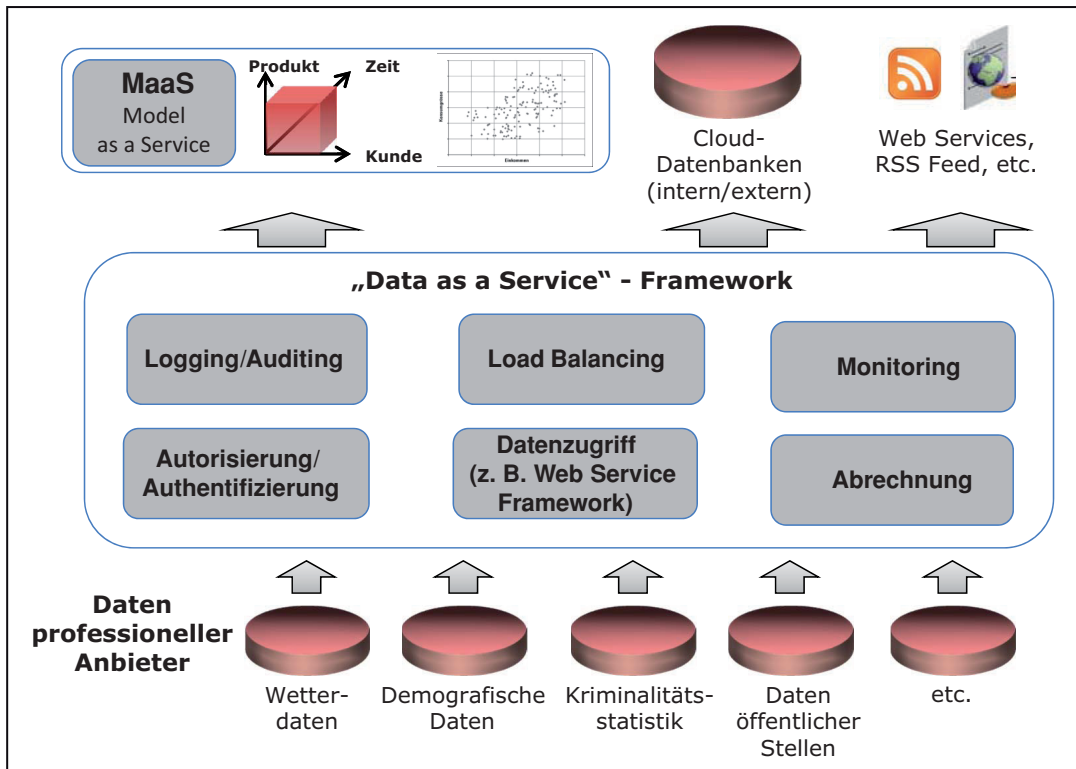 MaaS
Model
as a Service
Produkt
Zeit
Kunde
Konsumgrösse
Einkommen
Cloud-
Datenbanken
(intern/extern)
Web Services,
RSS Feed, etc.
„Data as a Service“ - Framework
Logging/Auditing
Load Balancing
Monitoring
Autorisierung/
Authentifizierung
Datenzugriff
(z. B. Web Service
Framework)
Abrechnung
Daten
professioneller
Anbieter
Wetter-
daten
Demografische
Daten
Kriminalitäts-
statistik
Daten
öffentlicher
Stellen
etc.